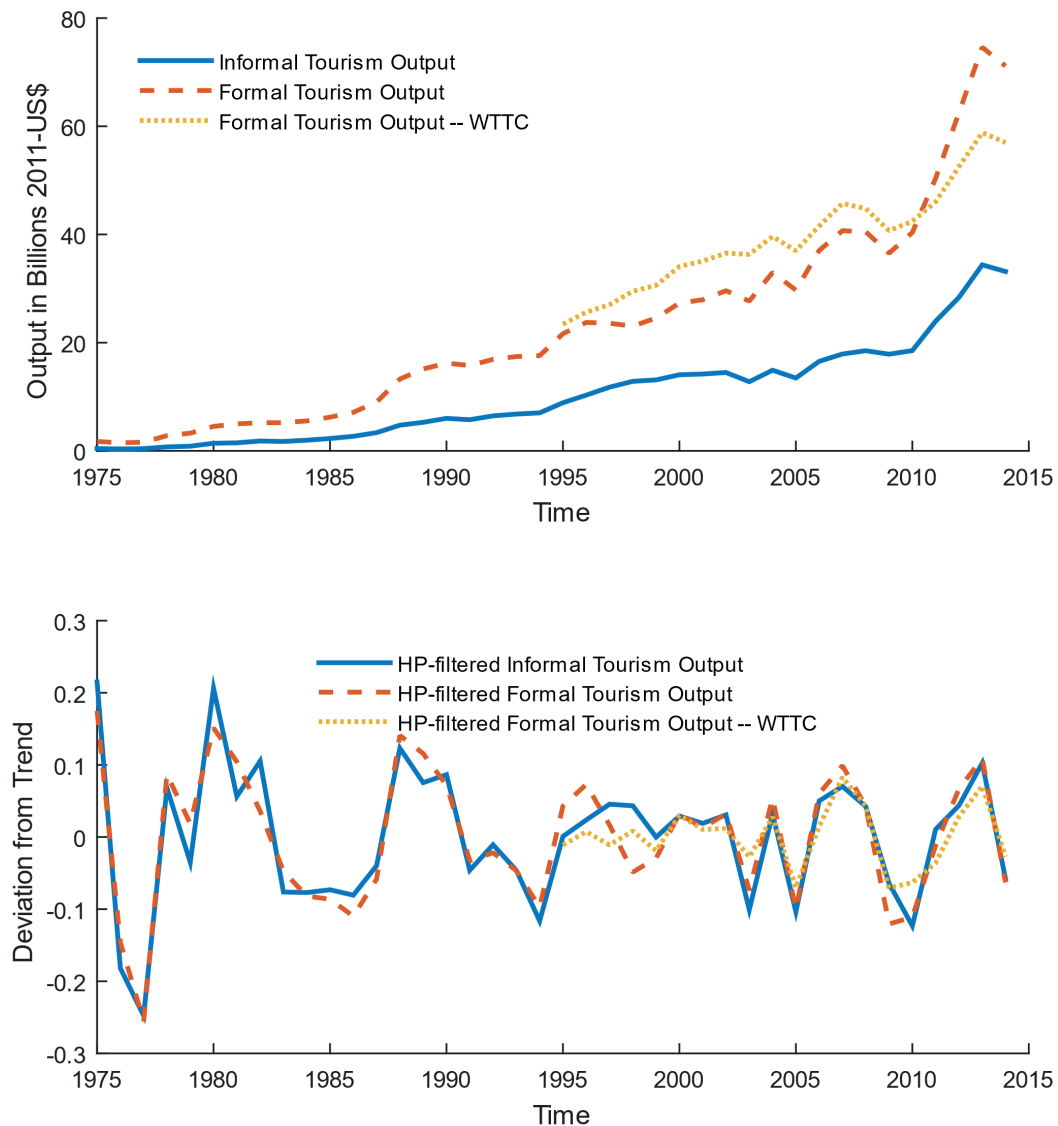 80
60
40
20
0
Output in Billions 2011-US$
Informal Tourism Output
Formal Tourism Output
Formal Tourism Output -- WTTC
1975 1980 1985 1990 1995 2000 2005 2010 2015
Time
0.3
0.2
0.1
0
-0.1
-0.2
-0.3
Deviation from Trend
HP-filtered Informal Tourism Output
HP-filtered Formal Tourism Output
HP-filtered Formal Tourism Output -- WTTC
1975 1980 1985 1990 1995 2000 2005 2010 2015
Time